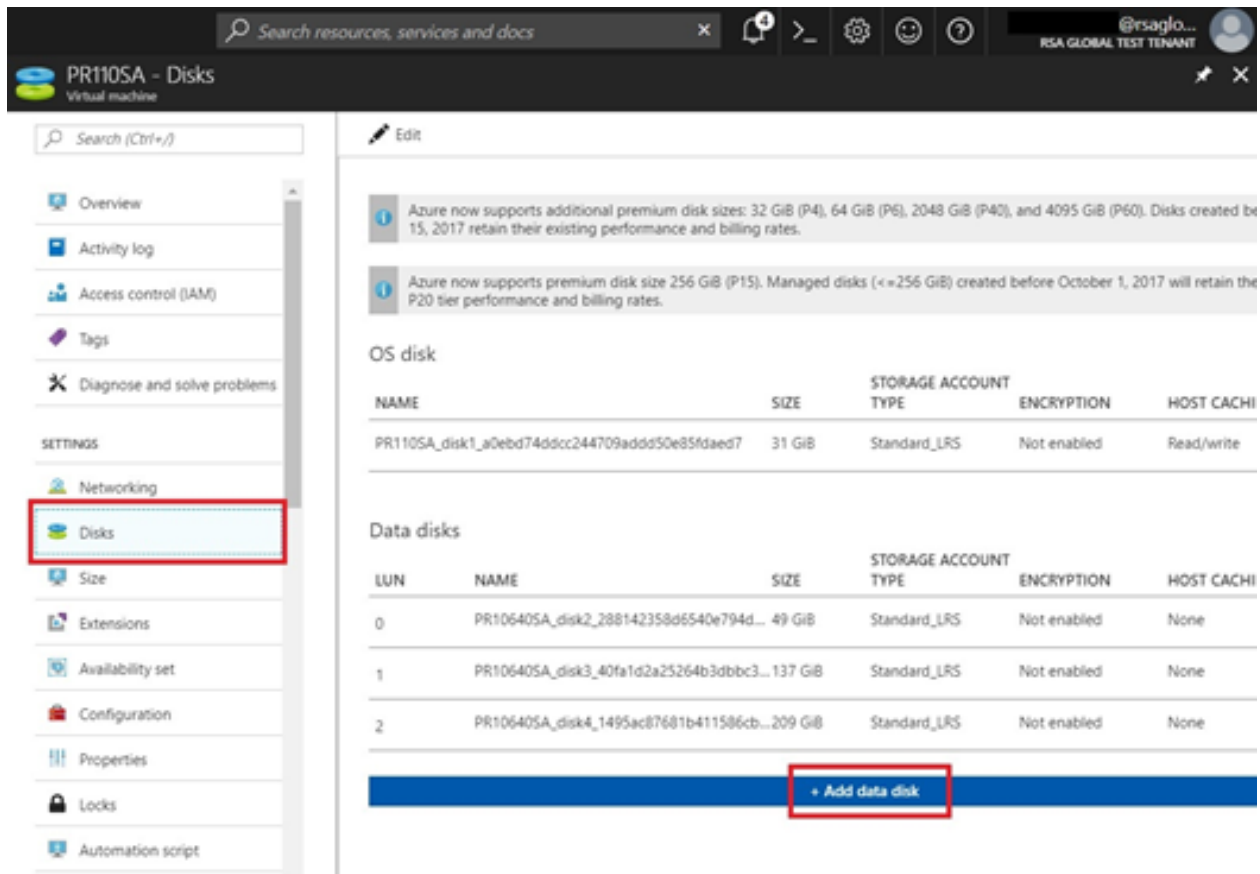 Search resources, services and docs
4
@rsaglo...
RSA GLOBAL TEST TENANT
PR110SA - Disks
Virtual machine
Search (Ctrl+/)
Overview
Activity log
Access control (IAM)
Tags
Diagnose and solve problems
SETTINGS
Networking
Disks
Size
Extensions
Availability set
Configuration
Properties
Locks
Automation script
Edit
Azure now supports additional premium disk sizes: 32 GiB (P4), 64 GiB (P6), 2048 GiB (P40), and 4095 GiB (P60). Disks created be
15, 2017 retain their existing performance and billing rates.
Azure now supports premium disk size 256 GiB (P15). Managed disks (<=256 GiB) created before October 1, 2017 will retain the
P20 tier performance and billing rates.
OS disk
NAME SIZE STORAGE ACCOUNT TYPE ENCRYPTION HOST CACHI
PR110SA_disk1_a0ebd74ddcc244709addd50e85fdaed7 31 GiB Standard_LRS Not enabled Read/write
Data disks
LUN NAME SIZE STORAGE ACCOUNT TYPE ENCRYPTION HOST CACHI
0 PR10640SA_disk2_288142358d6540e794d... 49 GiB Standard_LRS Not enabled None
1 PR10640SA_disk3_40fa1d2a25264b3dbbc3... 137 GiB Standard_LRS Not enabled None
2 PR10640SA_disk4_1495ac87681b411586cb... 209 GiB Standard_LRS Not enabled None
+ Add data disk